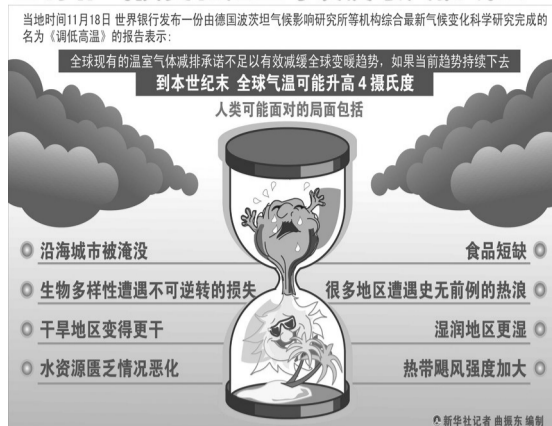 当地时间11月18日 世界银行发布一份由德国波茨坦气候影响研究所等机构综合最新气候变化科学研究完成的
名为《调低高温》的报告表示：
全球现有的温室气体减排承诺不足以有效减缓全球变暖趋势，如果当前趋势持续下去
到本世纪末 全球气温可能升高4摄氏度
人类可能面对的局面包括
沿海城市被淹没
食品短缺
生物多样性遭遇不可逆转的损失
很多地区遭遇史无前例的热浪
干旱地区变得更干
湿润地区更湿
水资源匮乏情况恶化
热带飓风强度加大
新华社记者 曲振东 编制